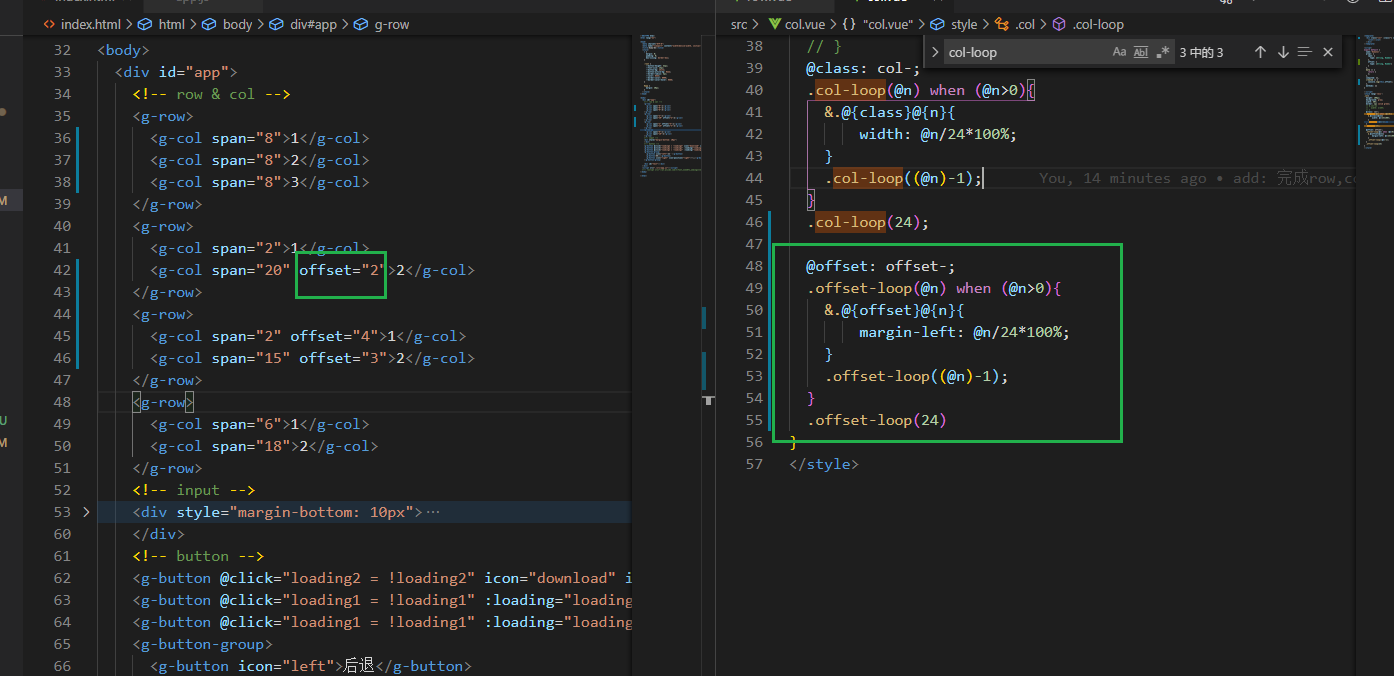 index.html > html > body > div#app > g-row
32 <body>
33 <div id="app">
34 <!-- row & col -->
35 <g-row>
36 <g-col span="8">1</g-col>
37 <g-col span="8">2</g-col>
38 <g-col span="8">3</g-col>
39 </g-row>
40 <g-row>
41 <g-col span="2">1</g-col>
42 <g-col span="20" offset="2">2</g-col>
43 </g-row>
44 <g-row>
45 <g-col span="2" offset="4">1</g-col>
46 <g-col span="15" offset="3">2</g-col>
47 </g-row>
48 <g-row>
49 <g-col span="6">1</g-col>
50 <g-col span="18">2</g-col>
51 </g-row>
52 <!-- input -->
53 <div style="margin-bottom: 10px">…
60 </div>
61 <!-- button -->
62 <g-button @click="loading2 = !loading2" icon="download" i
63 <g-button @click="loading1 = !loading1" :loading="loading
64 <g-button @click="loading1 = !loading1" :loading="loading
65 <g-button-group>
66 <g-button icon="left">后退</g-button>
M
U
M
src > col.vue > {} "col.vue" > style > .col > .col-loop
col-loop Aa Abl .* 3 中的 3
38 // }
39 @class: col-;
40 .col-loop(@n) when (@n>0){
41 &.@{class}@{n}{
42 width: @n/24*100%;
43 }
44 .col-loop((@n)-1); You, 14 minutes ago • add: 完成row,co
45 }
46 .col-loop(24);
47
48 @offset: offset-;
49 .offset-loop(@n) when (@n>0){
50 &.@{offset}@{n}{
51 margin-left: @n/24*100%;
52 }
53 .offset-loop((@n)-1);
54 }
55 .offset-loop(24)
56 }
57 </style>